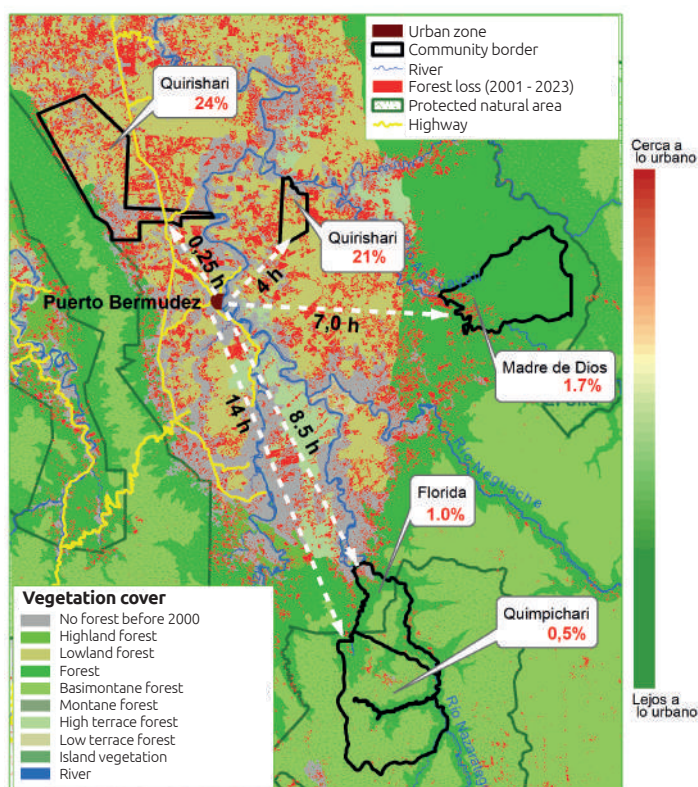 Urban zone
Community border
River
Forest loss (2001 - 2023)
Protected natural area
Highway
Quirishari
24%
Cerca a
lo urbano
Quirishari
21%
0,25 h
4 h
Puerto Bermudez
7,0 h
Madre de Dios
1.7%
14 h
8.5 h
Rio Neguache
Florida
1.0%
Quimpichari
0,5%
Vegetation cover
No forest before 2000
Highland forest
Lowland forest
Forest
Basimontane forest
Montane forest
High terrace forest
Low terrace forest
Island vegetation
River
Lejos a
lo urbano